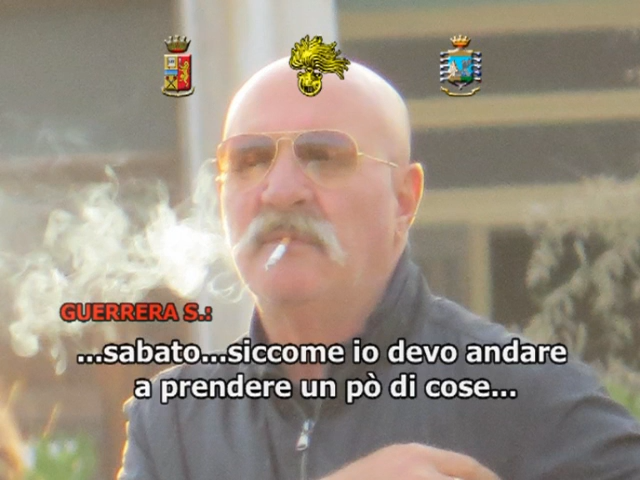 GUERRERA S.:
...sabato...siccome io devo andare
a prendere un pò di cose...